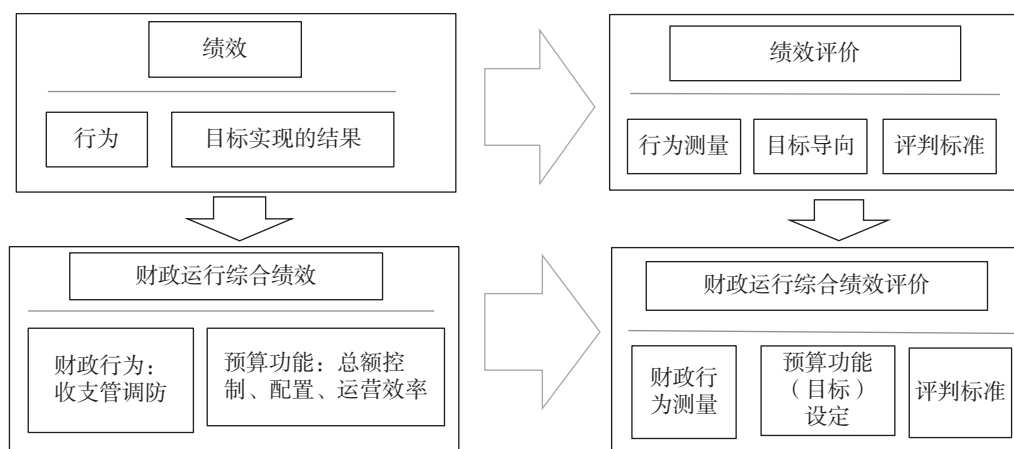 绩效
绩效评价
行为
目标实现的结果
行为测量
目标导向
评判标准
财政运行综合绩效
财政运行综合绩效评价
财政行为：
收支管调防
预算功能：总额控
制、配置、运营效率
财政行
为测量
预算功能
（目标）
设定
评判标准